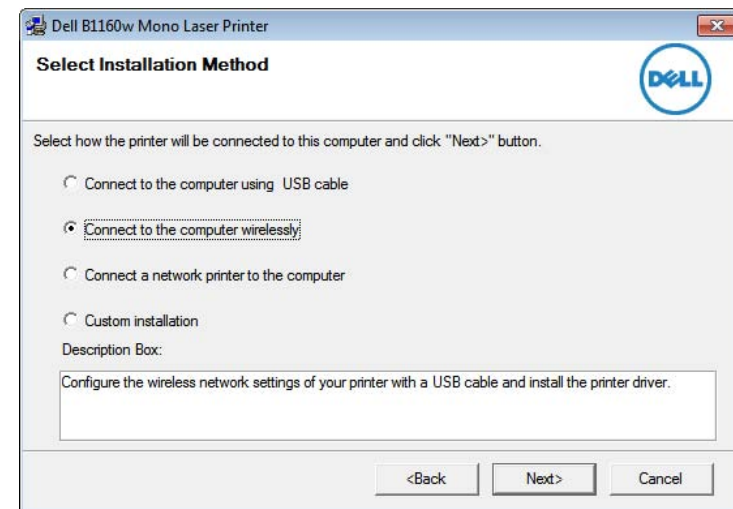 Dell B1160w Mono Laser Printer
Select Installation Method
DELL
Select how the printer will be connected to this computer and click "Next>" button.
Connect to the computer using  USB cable
Connect to the computer wirelessly
Connect a network printer to the computer
Custom installation
Description Box:
Configure the wireless network settings of your printer with a USB cable and install the printer driver.
<Back
Next>
Cancel